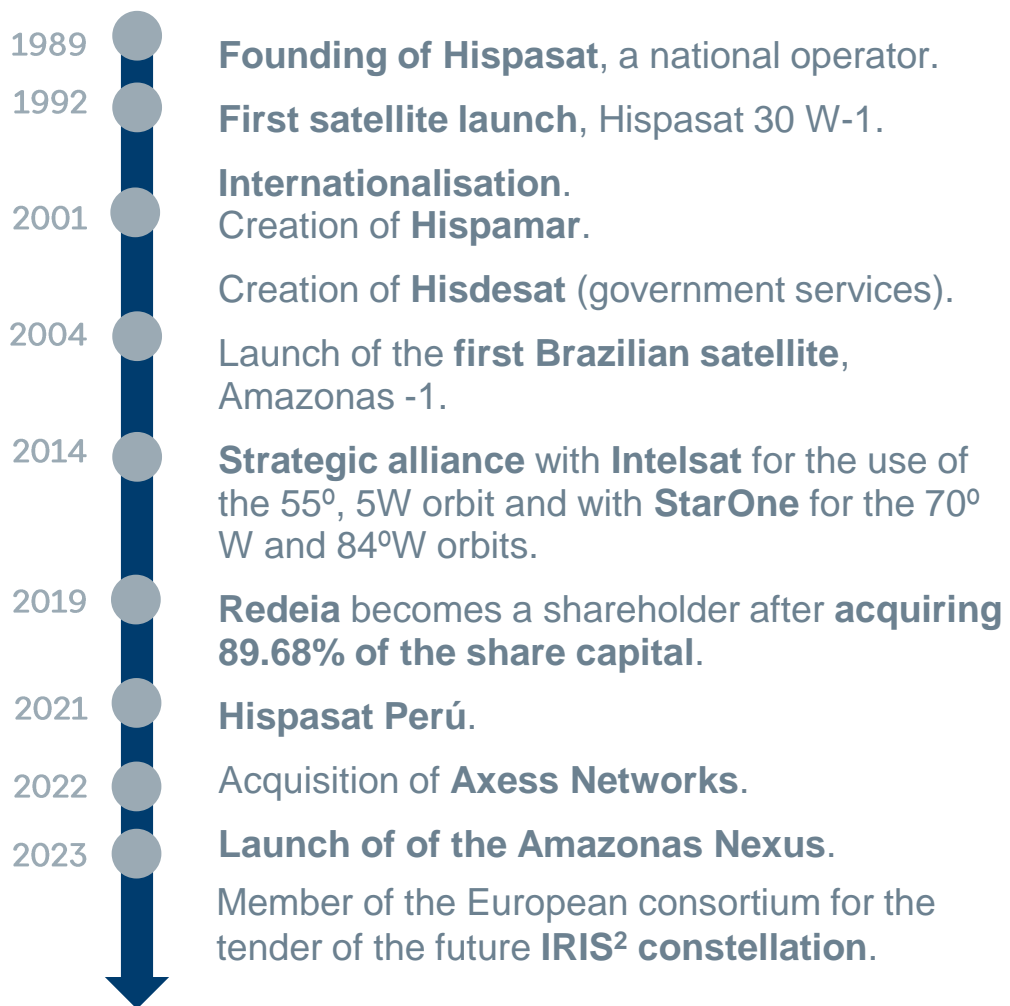 1989
Founding of Hispasat, a national operator.
1992
First satellite launch, Hispasat 30 W-1.
Internationalisation.
2001
Creation of Hispamar.
Creation of Hisdesat (government services).
2004
Launch of the first Brazilian satellite,
Amazonas -1.
2014
Strategic alliance with Intelsat for the use of
the 55º, 5W orbit and with StarOne for the 70º
W and 84ºW orbits.
2019
Redeia becomes a shareholder after acquiring
89.68% of the share capital.
2021
Hispasat Perú.
2022
Acquisition of Axess Networks.
2023
Launch of of the Amazonas Nexus.
Member of the European consortium for the
tender of the future IRIS² constellation.